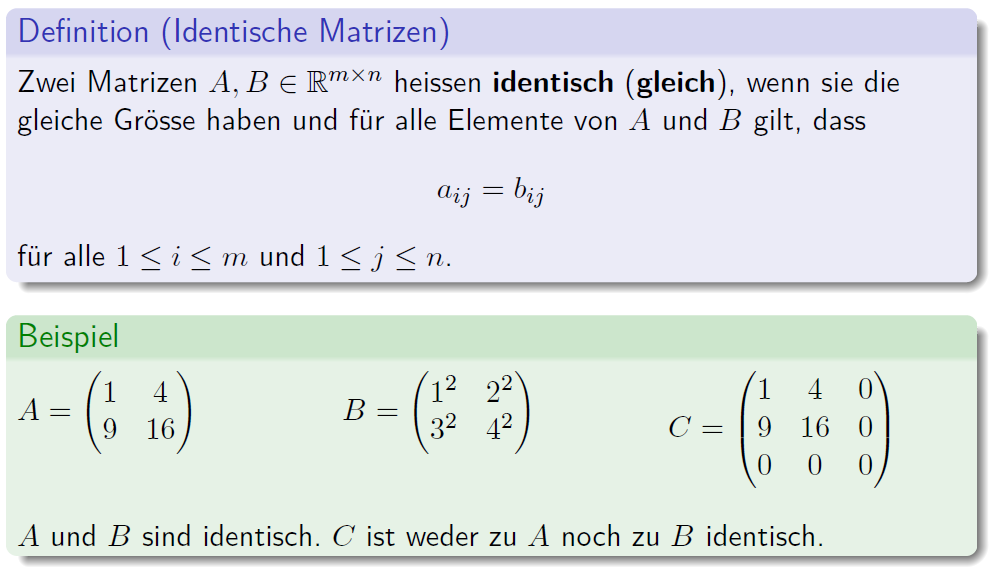 Definition (Identische Matrizen)
Zwei Matrizen $A, B \in \mathbb{R}^{m \times n}$ heissen identisch (gleich), wenn sie die
gleiche Grösse haben und für alle Elemente von $A$ und $B$ gilt, dass
$a_{ij} = b_{ij}$
für alle $1 \leq i \leq m$ und $1 \leq j \leq n$.
Beispiel
$A = \begin{pmatrix} 1 & 4 \\ 9 & 16 \end{pmatrix}$ $B = \begin{pmatrix} 1^2 & 2^2 \\ 3^2 & 4^2 \end{pmatrix}$ $C = \begin{pmatrix} 1 & 4 & 0 \\ 9 & 16 & 0 \\ 0 & 0 & 0 \end{pmatrix}$
$A$ und $B$ sind identisch. $C$ ist weder zu $A$ noch zu $B$ identisch.